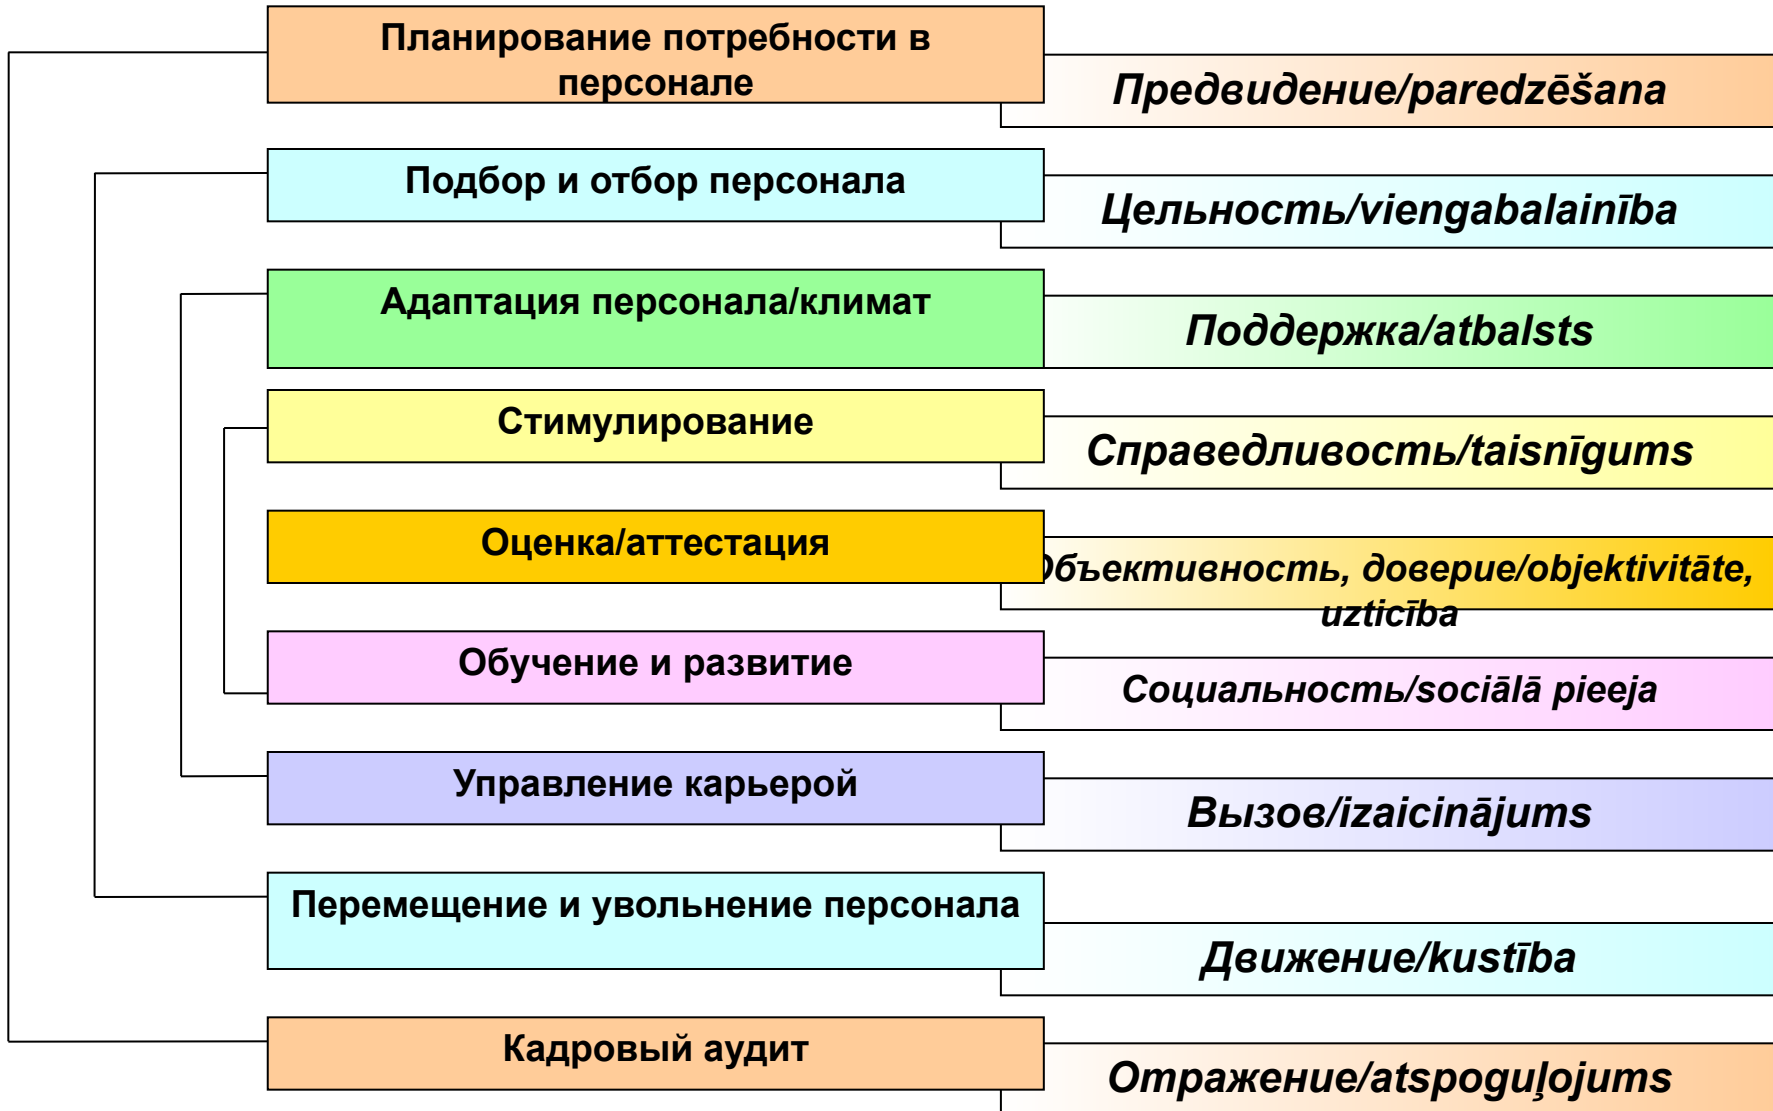 Планирование потребности в
персонале
Предвидение/paredzēšana
Подбор и отбор персонала
Цельность/viengabalainība
Адаптация персонала/климат
Поддержка/atbalsts
Стимулирование
Справедливость/taisnīgums
Оценка/аттестация
Объективность, доверие/objektivitāte,
uzticība
Обучение и развитие
Социальность/sociālā pieeja
Управление карьерой
Вызов/izaicinājums
Перемещение и увольнение персонала
Движение/kustība
Кадровый аудит
Отражение/atspoguļojums